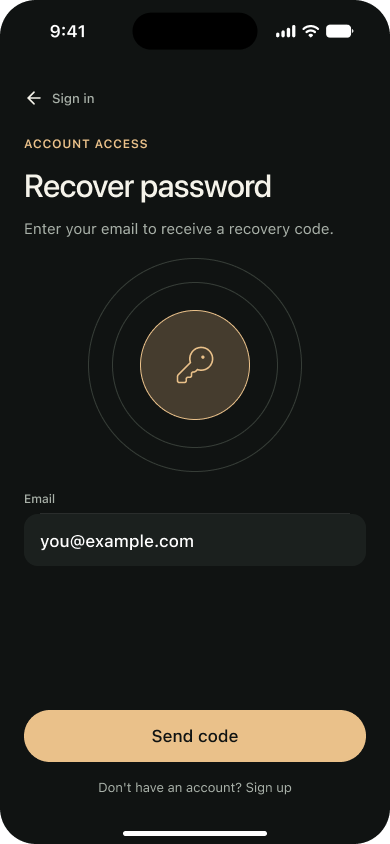 9:41
Sign in
ACCOUNT ACCESS
Recover password
Enter your email to receive a recovery code.
Email
you@example.com
Send code
Don't have an account? Sign up